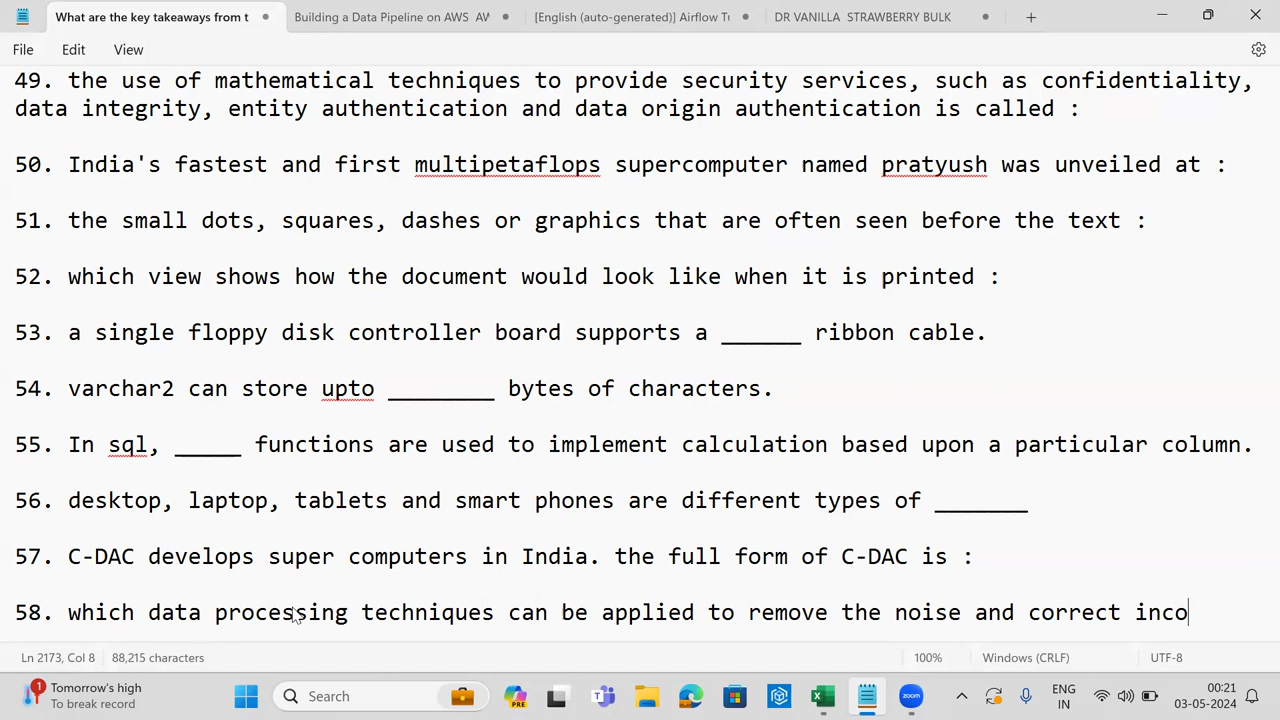 What are the key takeaways from t
Building a Data Pipeline on AWS AW
[English (auto-generated)] Airflow Tu
DR VANILLA STRAWBERRY BULK
File Edit View
49. the use of mathematical techniques to provide security services, such as confidentiality,
data integrity, entity authentication and data origin authentication is called :
50. India's fastest and first multipetaflops supercomputer named pratyush was unveiled at :
51. the small dots, squares, dashes or graphics that are often seen before the text :
52. which view shows how the document would look like when it is printed :
53. a single floppy disk controller board supports a ______ ribbon cable.
54. varchar2 can store upto ________ bytes of characters.
55. In sql, _____ functions are used to implement calculation based upon a particular column.
56. desktop, laptop, tablets and smart phones are different types of _______
57. C-DAC develops super computers in India. the full form of C-DAC is :
58. which data processing techniques can be applied to remove the noise and correct inco
Ln 2173, Col 8 88,215 characters 100% Windows (CRLF) UTF-8
1
Tomorrow's high
To break record
Search
PRE
zoom
ENG
IN
00:21
03-05-2024